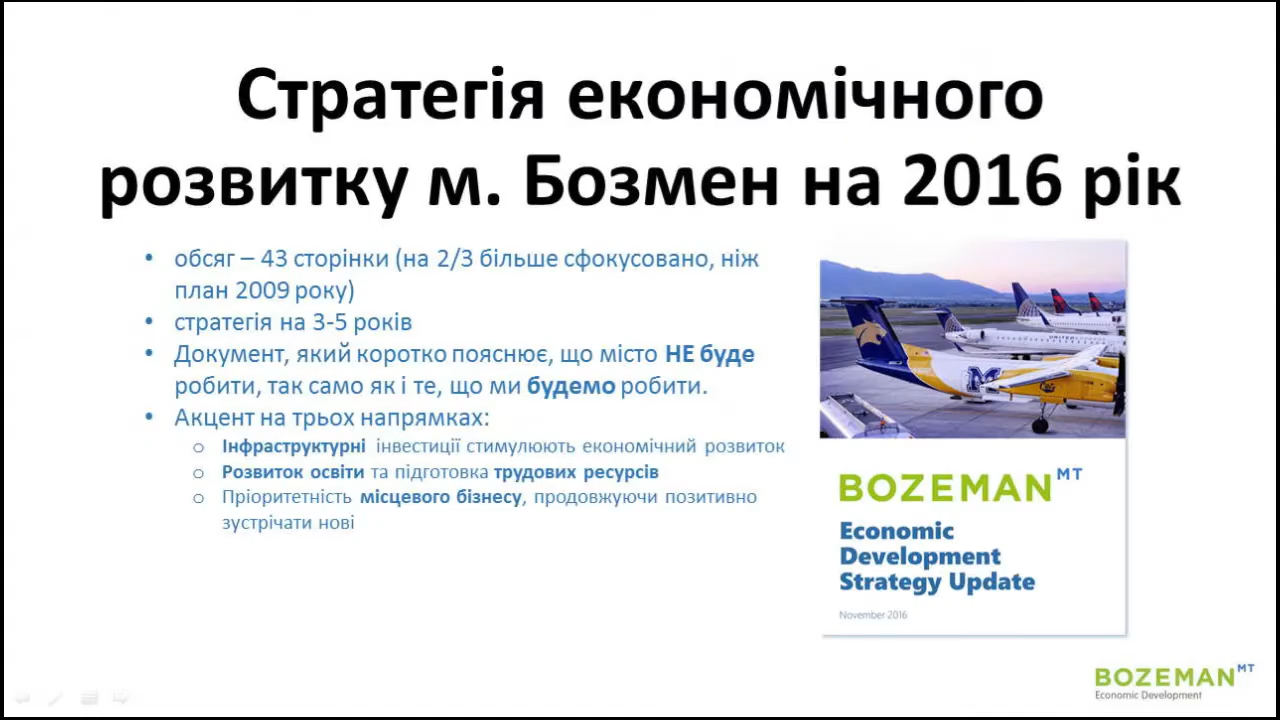 Стратегія економічного
розвитку м. Бозмен на 2016 рік
• обсяг – 43 сторінки (на 2/3 більше сфокусовано, ніж
план 2009 року)
• стратегія на 3-5 років
• Документ, який коротко пояснює, що місто НЕ буде
робити, так само як і те, що ми будемо робити.
• Акцент на трьох напрямках:
o Інфраструктурні інвестиції стимулюють економічний розвиток
o Розвиток освіти та підготовка трудових ресурсів
o Пріоритетність місцевого бізнесу, продовжуючи позитивно
зустрічати нові
M
BOZEMAN MT
Economic
Development
Strategy Update
November 2016
BOZEMAN MT
Economic Development